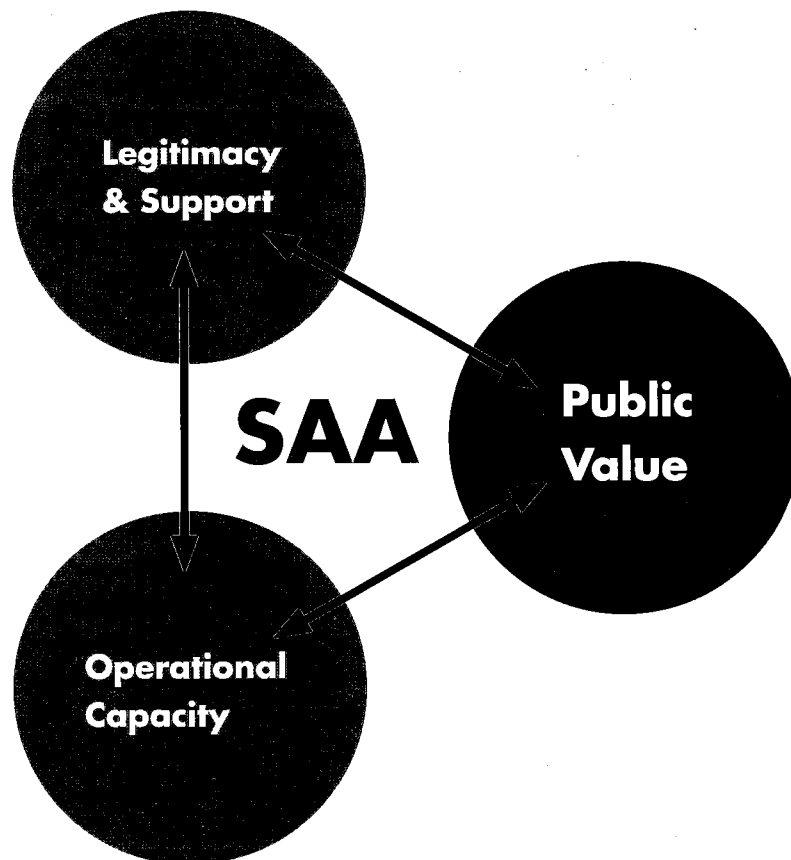 Legitimacy
& Support
SAA
Public
Value
Operational
Capacity